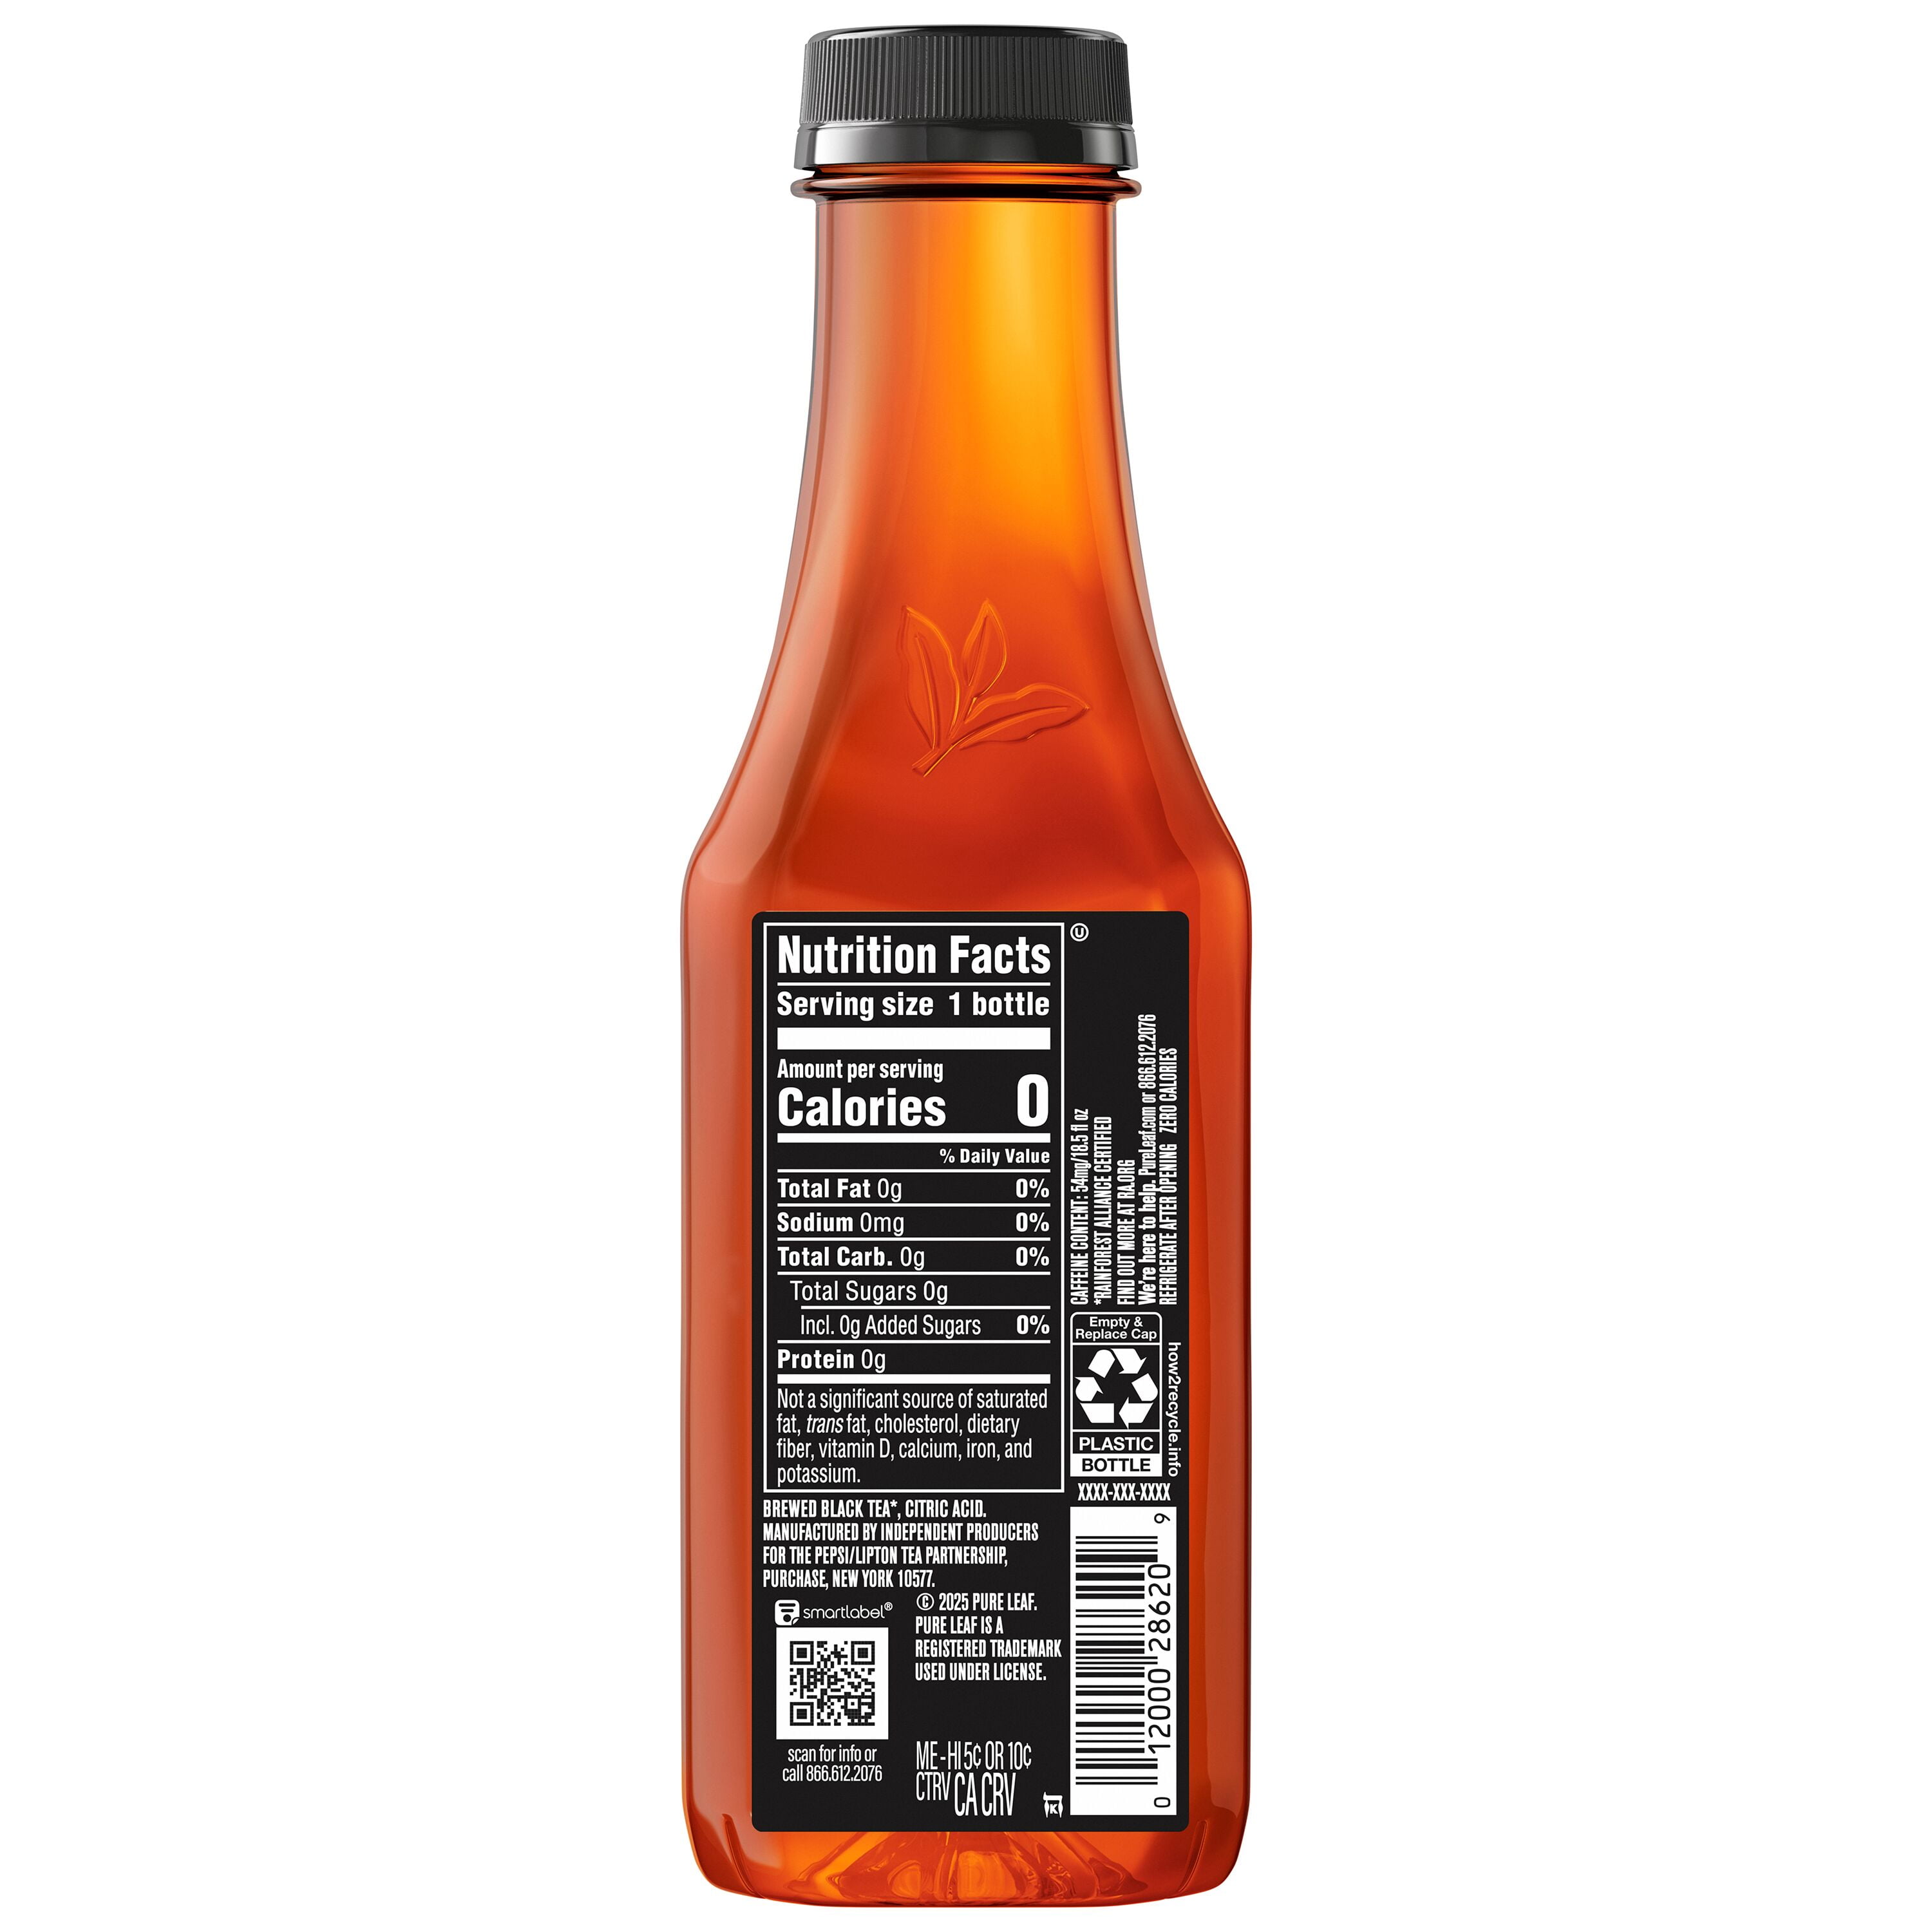 Nutrition Facts
Serving size 1 bottle
Amount per serving
Calories 0
% Daily Value
Total Fat 0g 0%
Sodium 0mg 0%
Total Carb. 0g 0%
Total Sugars 0g
Incl. 0g Added Sugars 0%
Protein 0g
Not a significant source of saturated
fat, trans fat, cholesterol, dietary
fiber, vitamin D, calcium, iron, and
potassium.
BREWED BLACK TEA*, CITRIC ACID.
MANUFACTURED BY INDEPENDENT PRODUCERS
FOR THE PEPSI/LIPTON TEA PARTNERSHIP,
PURCHASE, NEW YORK 10577.
smartlabel®
scan for info or
call 866.612.2076
© 2025 PURE LEAF.
PURE LEAF IS A
REGISTERED TRADEMARK
USED UNDER LICENSE.
ME-HI 5¢ OR 10¢
CTRV CA CRV
K
U
CAFFEINE CONTENT: 54mg/18.5 fl oz
*RAINFOREST ALLIANCE CERTIFIED
FIND OUT MORE AT RA.ORG
We're here to help. PureLeaf.com or 866.612.2076
REFRIGERATE AFTER OPENING ZERO CALORIES
Empty &
Replace Cap
PLASTIC
BOTTLE
how2recycle.info
XXXX-XXX-XXXX
0 12000 28620 9